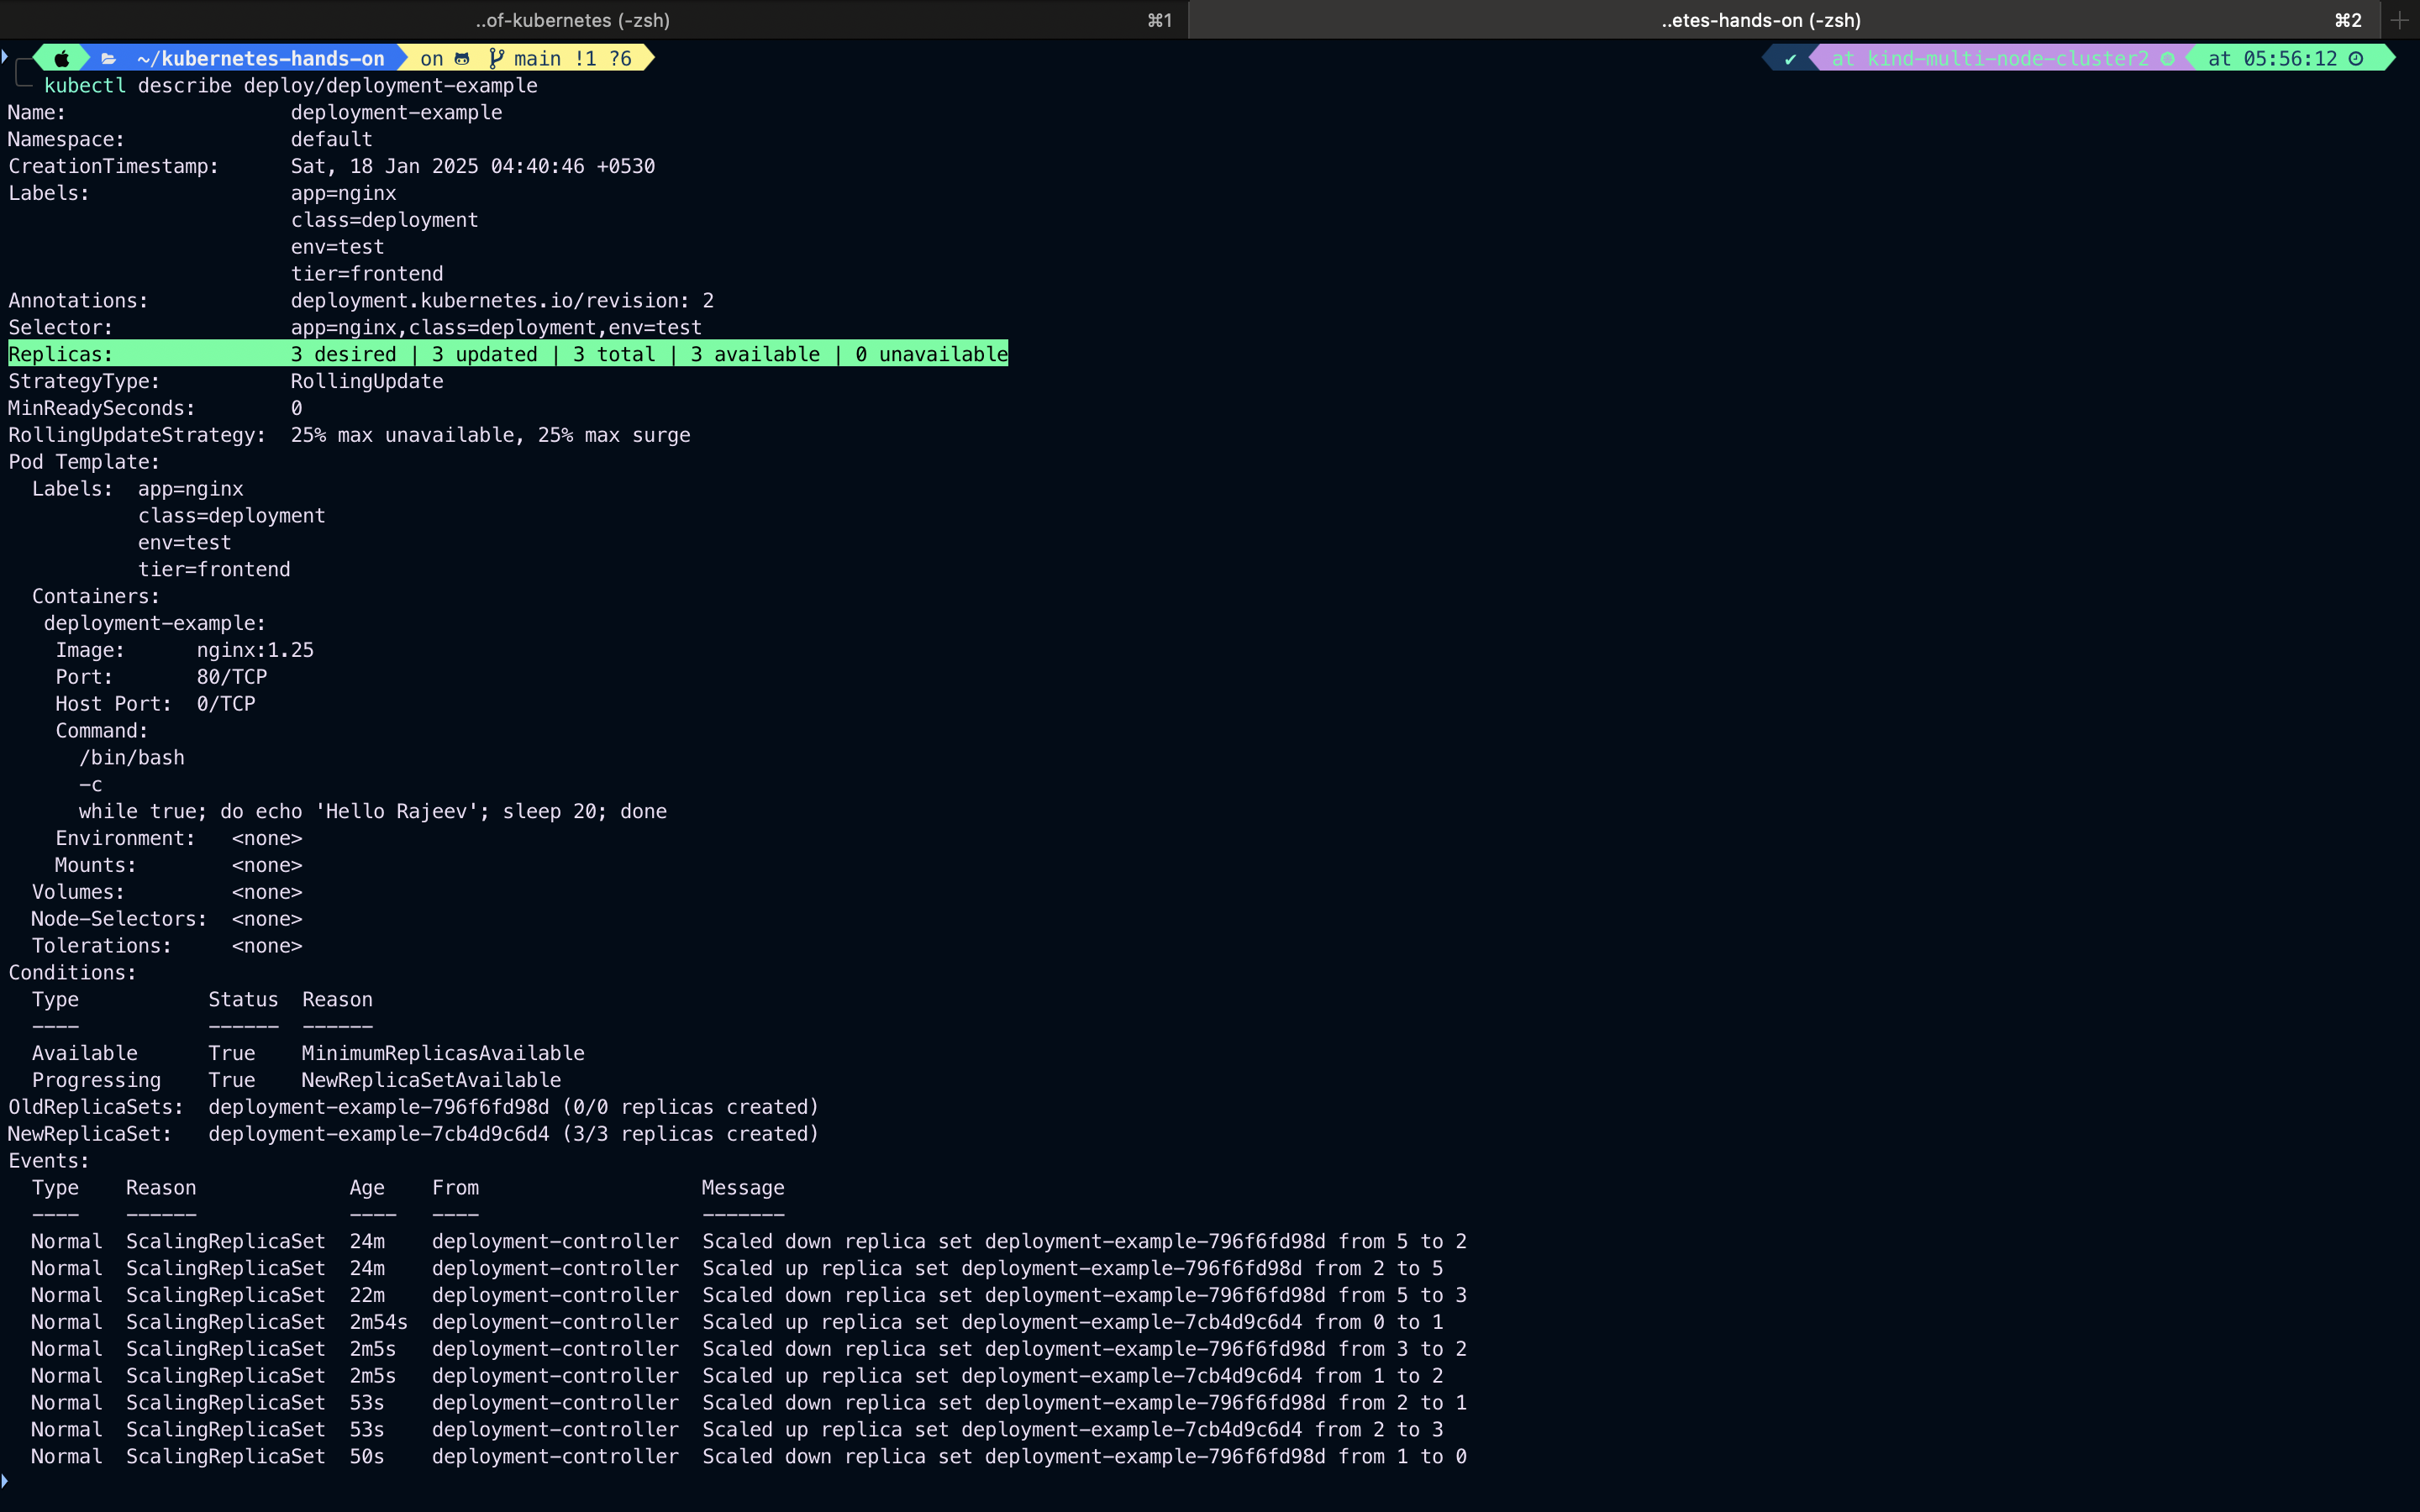 ..of-kubernetes (-zsh) ⌘1 ..etes-hands-on (-zsh) ⌘2 +
~/kubernetes-hands-on on main !1 ?6 ✔ at kind-multi-node-cluster2 at 05:56:12
kubectl describe deploy/deployment-example
Name:                   deployment-example
Namespace:              default
CreationTimestamp:      Sat, 18 Jan 2025 04:40:46 +0530
Labels:                 app=nginx
                        class=deployment
                        env=test
                        tier=frontend
Annotations:            deployment.kubernetes.io/revision: 2
Selector:               app=nginx,class=deployment,env=test
Replicas:               3 desired | 3 updated | 3 total | 3 available | 0 unavailable
StrategyType:           RollingUpdate
MinReadySeconds:        0
RollingUpdateStrategy:  25% max unavailable, 25% max surge
Pod Template:
  Labels:  app=nginx
           class=deployment
           env=test
           tier=frontend
  Containers:
   deployment-example:
    Image:      nginx:1.25
    Port:       80/TCP
    Host Port:  0/TCP
    Command:
      /bin/bash
      -c
      while true; do echo 'Hello Rajeev'; sleep 20; done
    Environment:   <none>
    Mounts:        <none>
  Volumes:         <none>
  Node-Selectors:  <none>
  Tolerations:     <none>
Conditions:
  Type           Status  Reason
  ----           ------  ------
  Available      True    MinimumReplicasAvailable
  Progressing    True    NewReplicaSetAvailable
OldReplicaSets:  deployment-example-796f6fd98d (0/0 replicas created)
NewReplicaSet:   deployment-example-7cb4d9c6d4 (3/3 replicas created)
Events:
  Type    Reason             Age    From                   Message
  ----    ------             ----   ----                   -------
  Normal  ScalingReplicaSet  24m    deployment-controller  Scaled down replica set deployment-example-796f6fd98d from 5 to 2
  Normal  ScalingReplicaSet  24m    deployment-controller  Scaled up replica set deployment-example-796f6fd98d from 2 to 5
  Normal  ScalingReplicaSet  22m    deployment-controller  Scaled down replica set deployment-example-796f6fd98d from 5 to 3
  Normal  ScalingReplicaSet  2m54s  deployment-controller  Scaled up replica set deployment-example-7cb4d9c6d4 from 0 to 1
  Normal  ScalingReplicaSet  2m5s   deployment-controller  Scaled down replica set deployment-example-796f6fd98d from 3 to 2
  Normal  ScalingReplicaSet  2m5s   deployment-controller  Scaled up replica set deployment-example-7cb4d9c6d4 from 1 to 2
  Normal  ScalingReplicaSet  53s    deployment-controller  Scaled down replica set deployment-example-796f6fd98d from 2 to 1
  Normal  ScalingReplicaSet  53s    deployment-controller  Scaled up replica set deployment-example-7cb4d9c6d4 from 2 to 3
  Normal  ScalingReplicaSet  50s    deployment-controller  Scaled down replica set deployment-example-796f6fd98d from 1 to 0